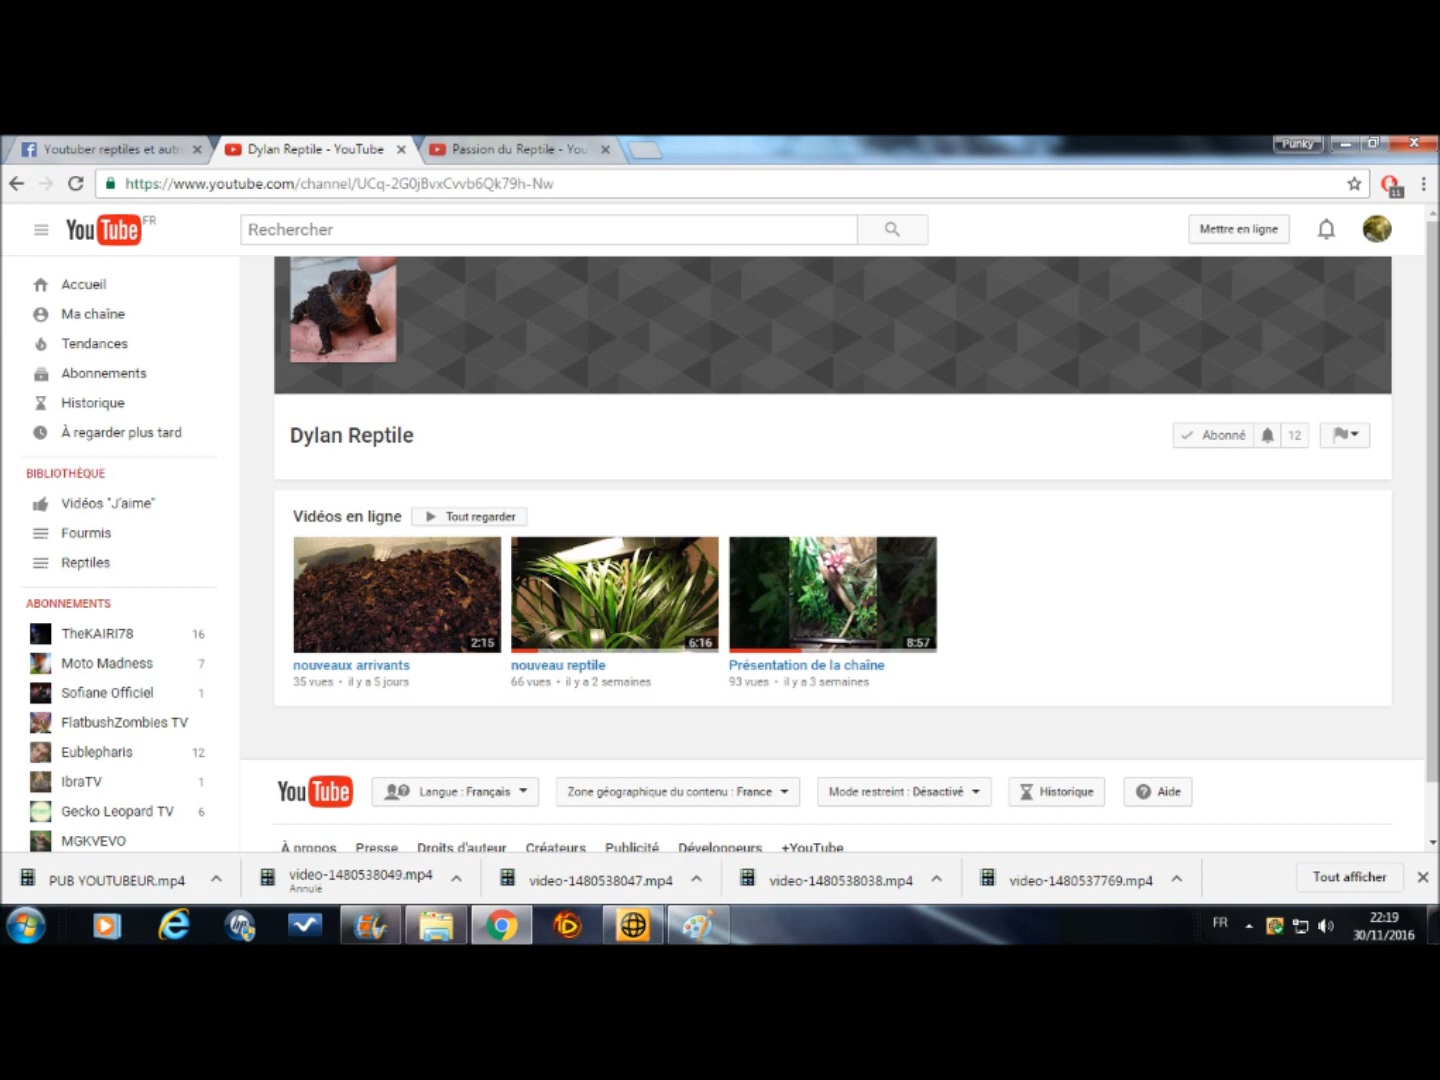 Youtuber reptiles et autr
Dylan Reptile - YouTube
Passion du Reptile - You
Punky
https://www.youtube.com/channel/UCq-2G0jBvxCvvb6Qk79h-Nw
11
YouTube FR
Rechercher
Mettre en ligne
Accueil
Ma chaîne
Tendances
Abonnements
Historique
À regarder plus tard
BIBLIOTHÈQUE
Vidéos "J'aime"
Fourmis
Reptiles
ABONNEMENTS
TheKAIRI78 16
Moto Madness 7
Sofiane Officiel 1
FlatbushZombies TV
Eublepharis 12
IbraTV 1
Gecko Leopard TV 6
MGKVEVO
Dylan Reptile
Abonné 12
Vidéos en ligne Tout regarder
2:15 6:16 8:57
nouveaux arrivants nouveau reptile Présentation de la chaîne
35 vues • il y a 5 jours 66 vues • il y a 2 semaines 93 vues • il y a 3 semaines
YouTube Langue : Français Zone géographique du contenu : France Mode restreint : Désactivé Historique Aide
À propos Presse Droits d'auteur Créateurs Publicité Développeurs +YouTube
PUB YOUTUBEUR.mp4
video-1480538049.mp4
Annulé
video-1480538047.mp4
video-1480538038.mp4
video-1480537769.mp4
Tout afficher
FR
22:19
30/11/2016